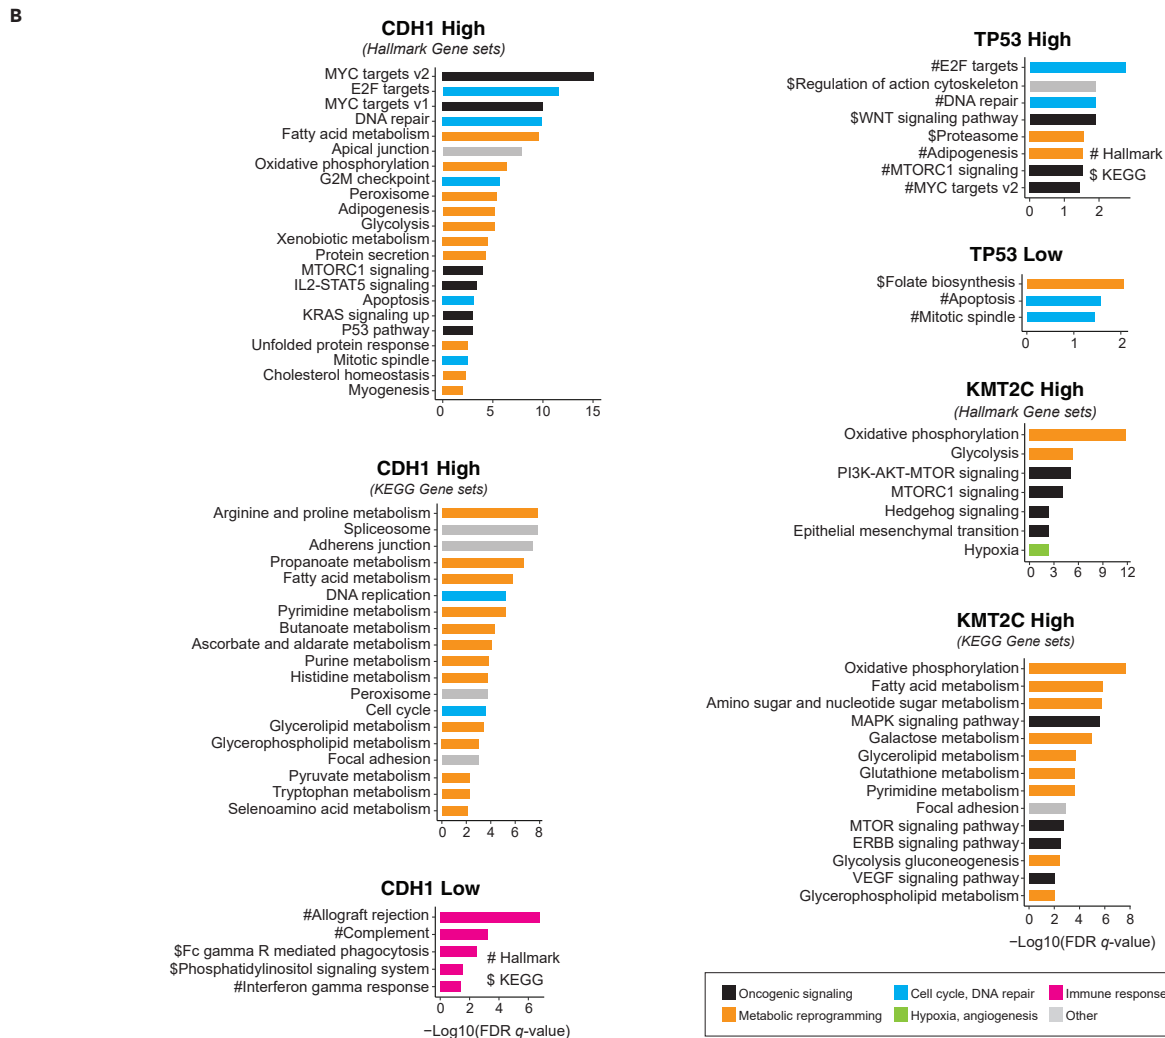 B
CDH1 High
(Hallmark Gene sets)
MYC targets v2
E2F targets
MYC targets v1
DNA repair
Fatty acid metabolism
Apical junction
Oxidative phosphorylation
G2M checkpoint
Peroxisome
Adipogenesis
Glycolysis
Xenobiotic metabolism
Protein secretion
MTORC1 signaling
IL2-STAT5 signaling
Apoptosis
KRAS signaling up
P53 pathway
Unfolded protein response
Mitotic spindle
Cholesterol homeostasis
Myogenesis
0 5 10 15
CDH1 High
(KEGG Gene sets)
Arginine and proline metabolism
Spliceosome
Adherens junction
Propanoate metabolism
Fatty acid metabolism
DNA replication
Pyrimidine metabolism
Butanoate metabolism
Ascorbate and aldarate metabolism
Purine metabolism
Histidine metabolism
Peroxisome
Cell cycle
Glycerolipid metabolism
Glycerophospholipid metabolism
Focal adhesion
Pyruvate metabolism
Tryptophan metabolism
Selenoamino acid metabolism
0 2 4 6 8
CDH1 Low
#Allograft rejection
#Complement
$Fc gamma R mediated phagocytosis
$Phosphatidylinositol signaling system
#Interferon gamma response
# Hallmark
$ KEGG
0 2 4 6
−Log10(FDR q-value)
TP53 High
#E2F targets
$Regulation of action cytoskeleton
#DNA repair
$WNT signaling pathway
$Proteasome
#Adipogenesis
#MTORC1 signaling
#MYC targets v2
# Hallmark
$ KEGG
0 1 2
TP53 Low
$Folate biosynthesis
#Apoptosis
#Mitotic spindle
0 1 2
KMT2C High
(Hallmark Gene sets)
Oxidative phosphorylation
Glycolysis
PI3K-AKT-MTOR signaling
MTORC1 signaling
Hedgehog signaling
Epithelial mesenchymal transition
Hypoxia
0 3 6 9 12
KMT2C High
(KEGG Gene sets)
Oxidative phosphorylation
Fatty acid metabolism
Amino sugar and nucleotide sugar metabolism
MAPK signaling pathway
Galactose metabolism
Glycerolipid metabolism
Glutathione metabolism
Pyrimidine metabolism
Focal adhesion
MTOR signaling pathway
ERBB signaling pathway
Glycolysis gluconeogenesis
VEGF signaling pathway
Glycerophospholipid metabolism
0 2 4 6 8
−Log10(FDR q-value)
Oncogenic signaling Cell cycle, DNA repair Immune response
Metabolic reprogramming Hypoxia, angiogenesis Other